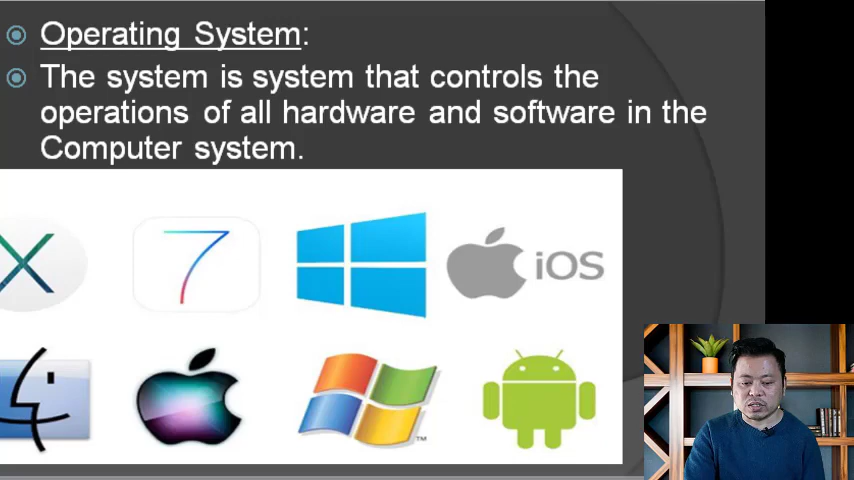 Operating System:
The system is system that controls the
operations of all hardware and software in the
Computer system.
X
7
iOS
TM